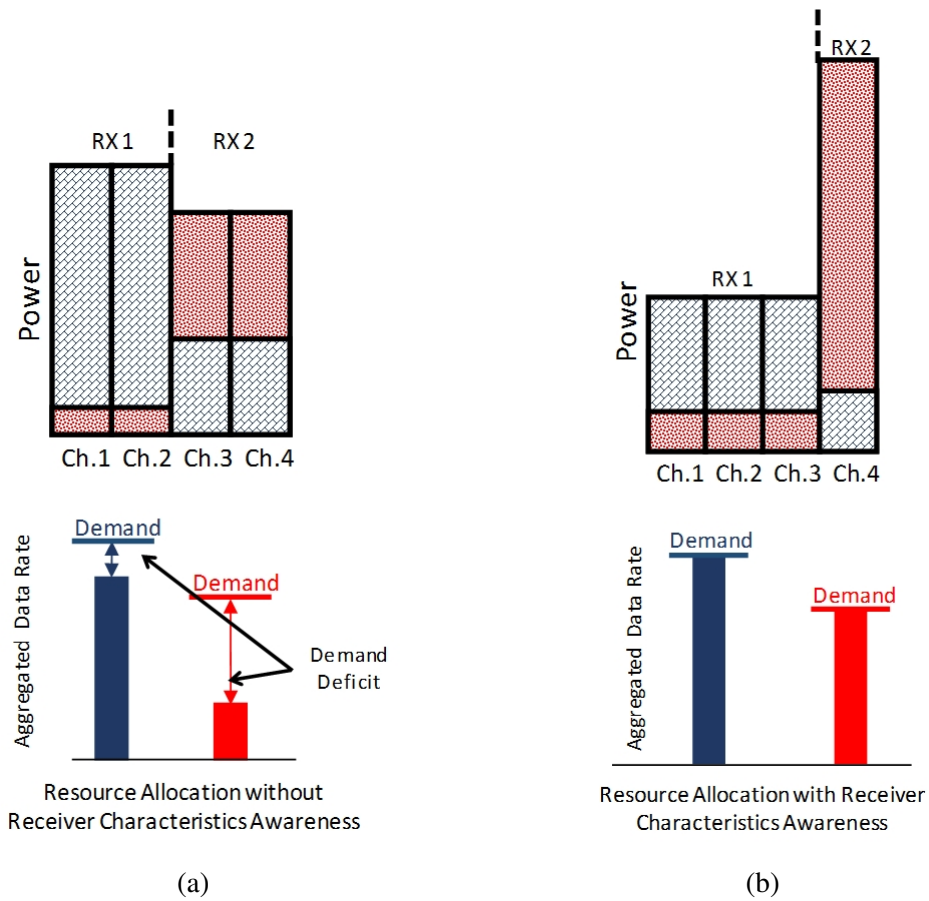 RX 1
RX 2
Power
Ch.1
Ch.2
Ch.3
Ch.4
Aggregated Data Rate
Demand
Demand
Demand
Deficit
Resource Allocation without
Receiver Characteristics Awareness
(a)
RX 2
RX 1
Power
Ch.1
Ch.2
Ch.3
Ch.4
Aggregated Data Rate
Demand
Demand
Resource Allocation with Receiver
Characteristics Awareness
(b)